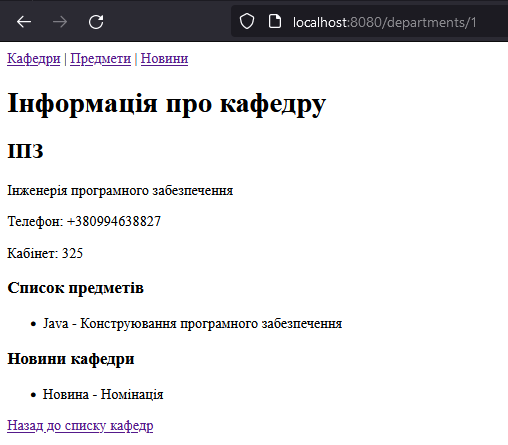 localhost:8080/departments/1
Кафедри | Предмети | Новини
Інформація про кафедру
ІПЗ
Інженерія програмного забезпечення
Телефон: +380994638827
Кабінет: 325
Список предметів
• Java - Конструювання програмного забезпечення
Новини кафедри
• Новина - Номінація
Назад до списку кафедр